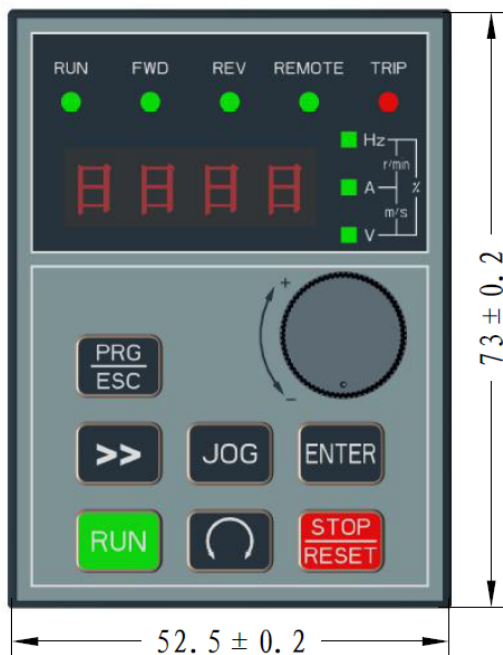 RUN FWD REV REMOTE TRIP
Hz
r/min
A %
m/s
V
+
−
PRG
ESC
>> JOG ENTER
RUN STOP
RESET
73±0.2
52.5±0.2